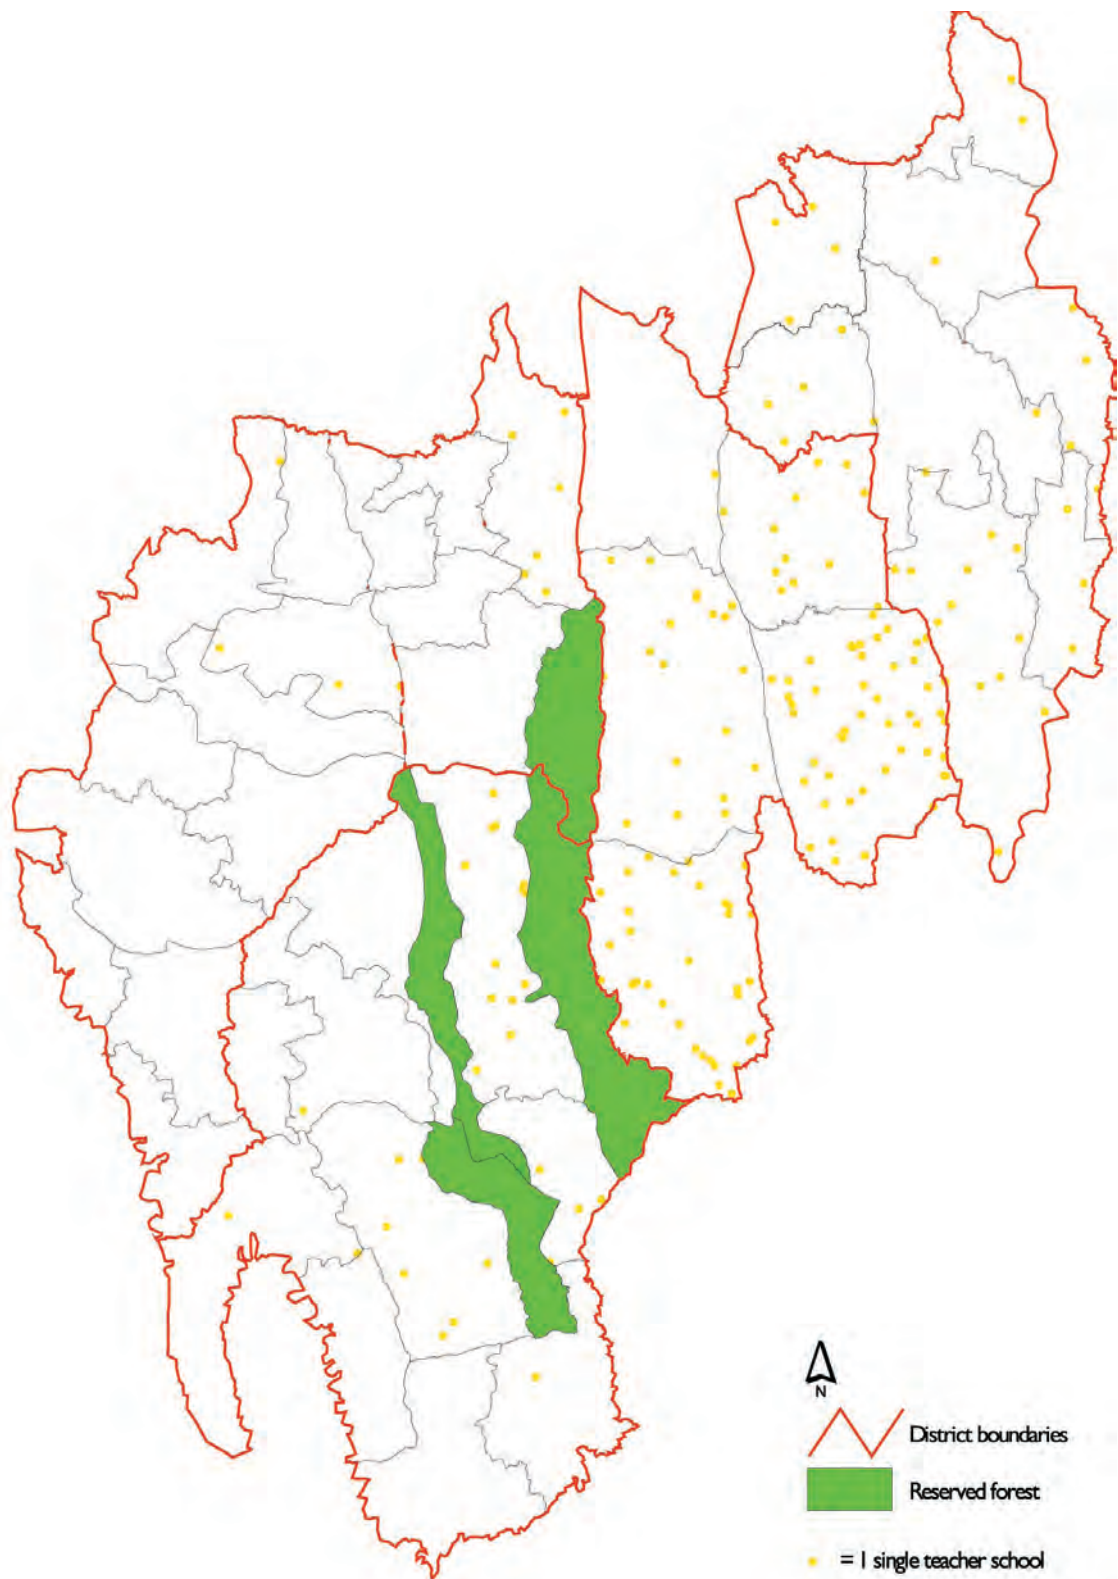 N
District boundaries
Reserved forest
= 1 single teacher school